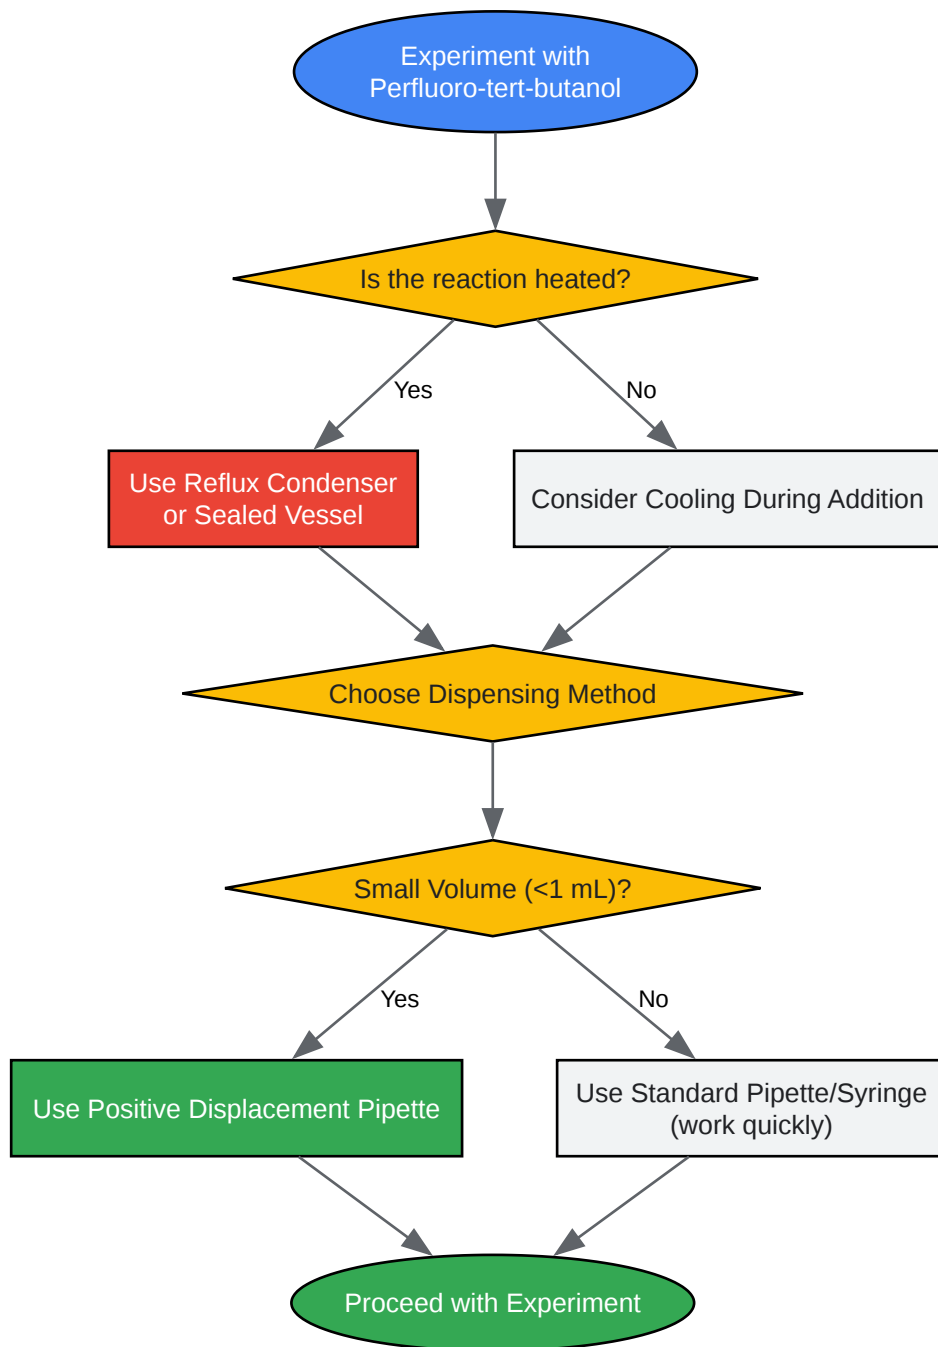 Experiment with
Perfluoro-tert-butanol
Is the reaction heated?
Yes
No
Use Reflux Condenser
or Sealed Vessel
Consider Cooling During Addition
Choose Dispensing Method
Small Volume (<1 mL)?
Yes
No
Use Positive Displacement Pipette
Use Standard Pipette/Syringe
(work quickly)
Proceed with Experiment